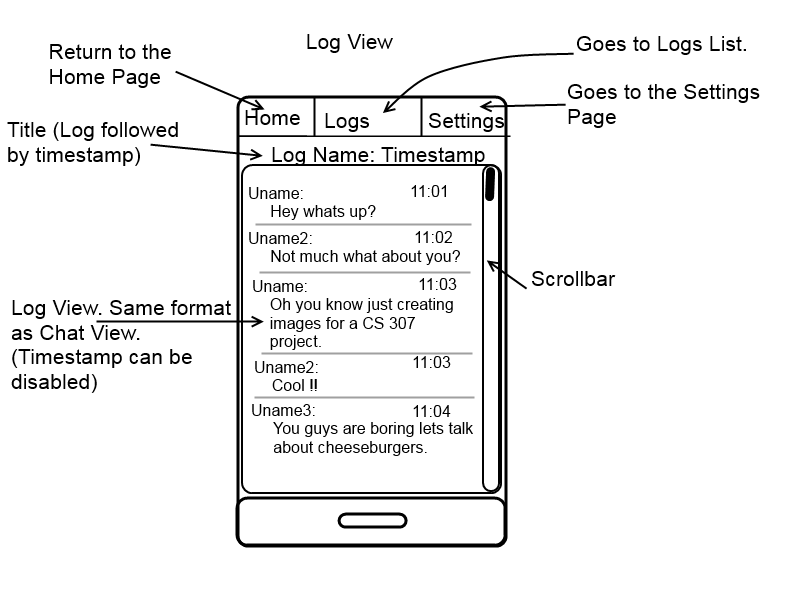 Log View
Return to the
Home Page
Goes to Logs List.
Goes to the Settings
Page
Home
Logs
Settings
Title (Log followed
by timestamp)
Log Name: Timestamp
Uname: 11:01
Hey whats up?
Uname2: 11:02
Not much what about you?
Uname: 11:03
Oh you know just creating
images for a CS 307
project.
Uname2: 11:03
Cool !!
Uname3: 11:04
You guys are boring lets talk
about cheeseburgers.
Scrollbar
Log View. Same format
as Chat View.
(Timestamp can be
disabled)